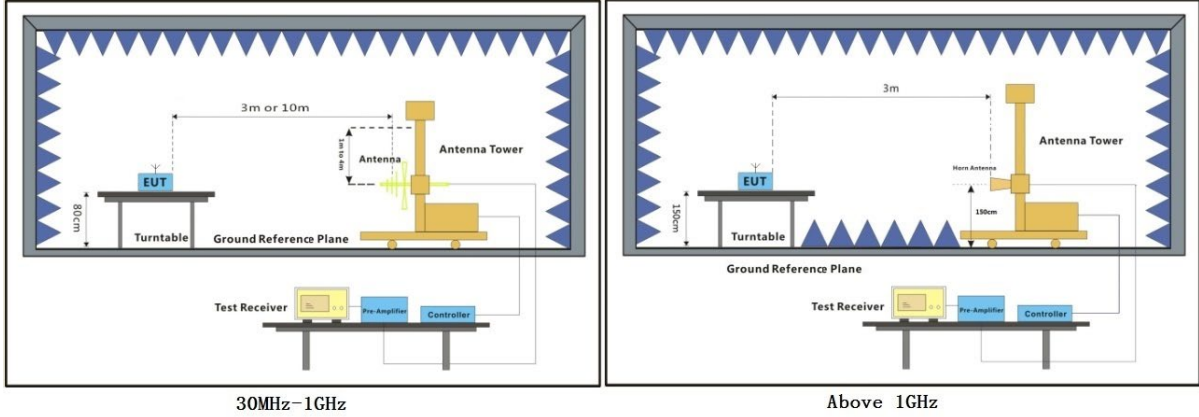 3m or 10m
1m to 4m
Antenna
Antenna Tower
EUT
80cm
Turntable
Ground Reference Plane
Test Receiver
Pre-Amplifier
Controller
30MHz-1GHz
3m
Antenna Tower
Horn Antenna
EUT
150cm
150cm
Turntable
Ground Reference Plane
Test Receiver
Pre-Amplifier
Controller
Above 1GHz